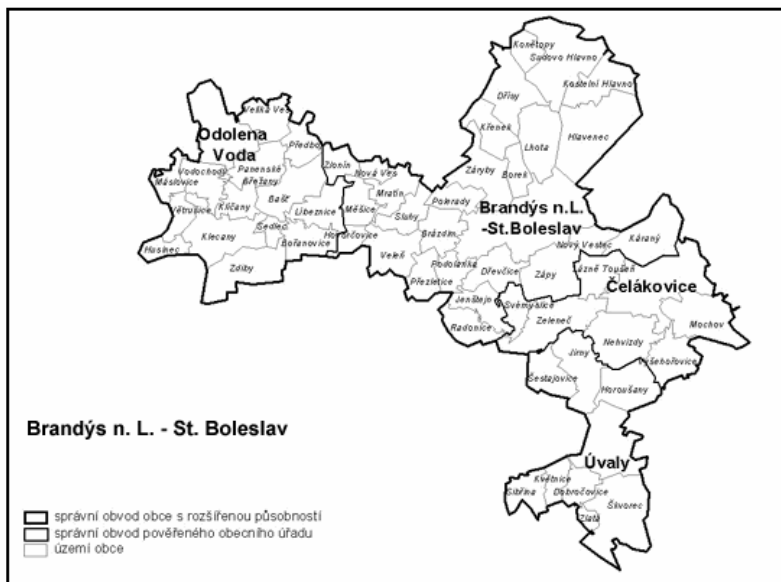 Konětopy
Sudovo Hlavno
Kostelní Hlavno
Dřísy
Křenek
Lhota
Hlavenec
Borek
Záryby
Velká Ves
Odolena
Voda
Předboj
Zlonín
Nová Ves
Vodochody
Panenské
Břežany
Máslovice
Větrušice
Klíčany
Bašť
Měšice
Mratín
Polerady
Líbeznice
Sluhy
Brandýs n.L.
-St.Boleslav
Klecany
Sedlec
Bořanovice
Hovorčovice
Brázdim
Husinec
Zdiby
Veleň
Podolanka
Přezletice
Dřevčice
Zápy
Nový Vestec
Káraný
Lázně Toušeň
Čelákovice
Jenštejn
Svémyslice
Radonice
Zeleneč
Mochov
Nehvizdy
Vyšehořovice
Jirny
Šestajovice
Horoušany
Brandýs n. L. - St. Boleslav
Úvaly
Sibřina
Květnice
Dobročovice
Škvorec
Zlatá
správní obvod obce s rozšířenou působností
správní obvod pověřeného obecního úřadu
území obce